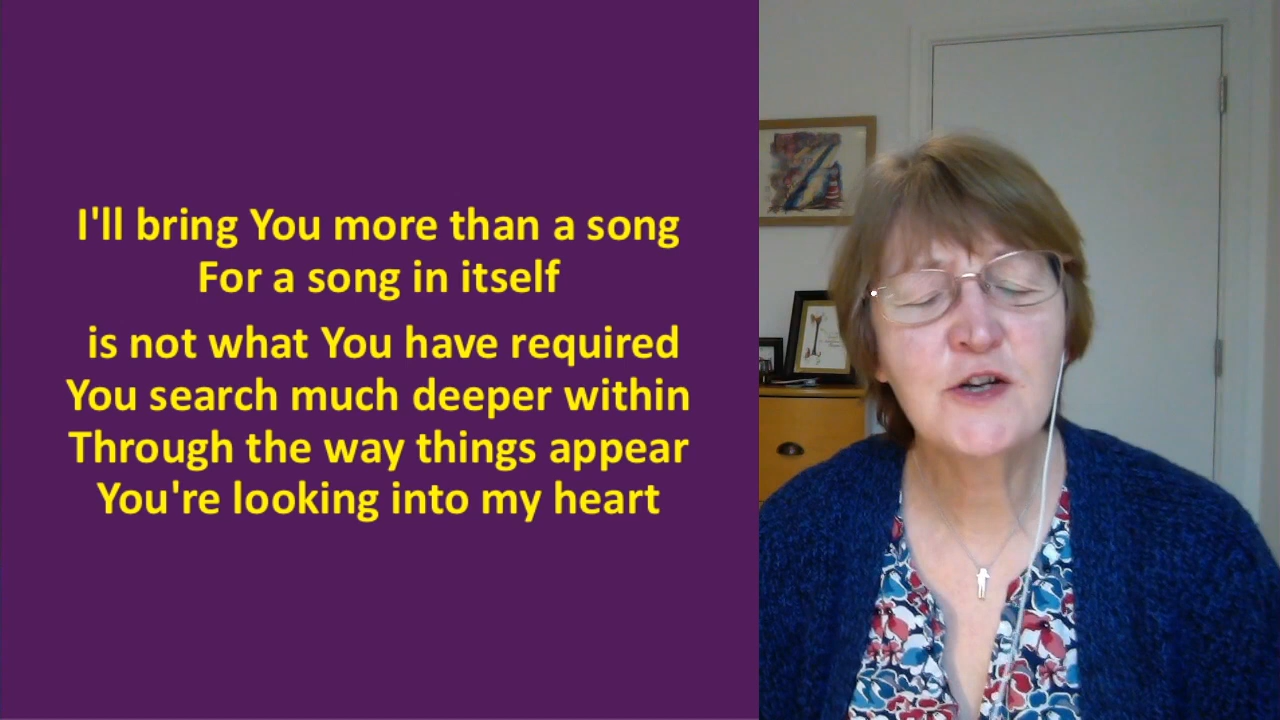 I'll bring You more than a song
For a song in itself
is not what You have required
You search much deeper within
Through the way things appear
You're looking into my heart